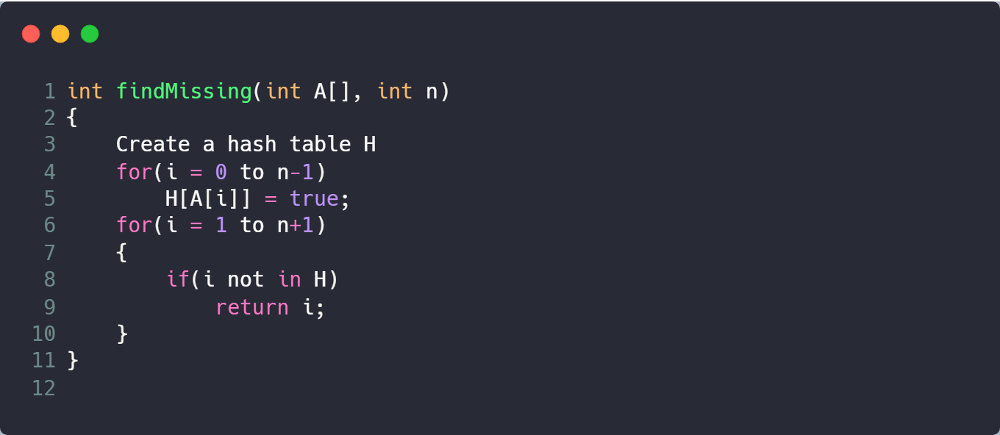 1 int findMissing(int A[], int n)
2 {
3     Create a hash table H
4     for(i = 0 to n-1)
5         H[A[i]] = true;
6     for(i = 1 to n+1)
7     {
8         if(i not in H)
9             return i;
10     }
11 }
12